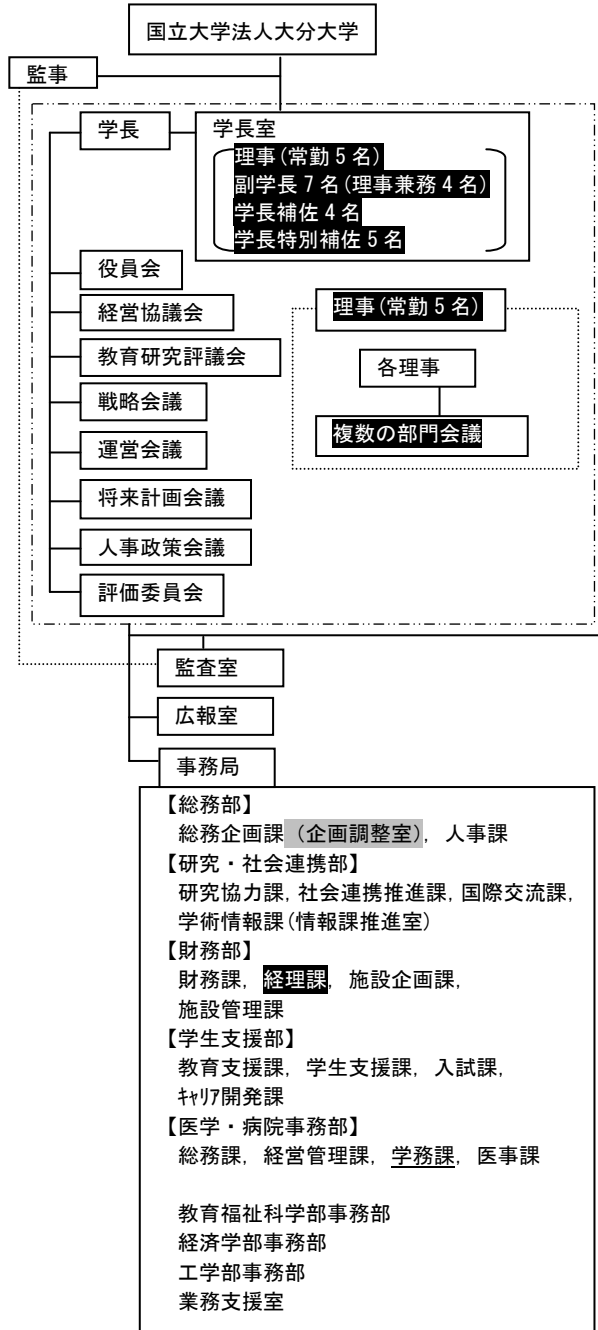 国立大学法人大分大学
監事
学長
学長室
理事(常勤5名)
副学長7名(理事兼務4名)
学長補佐4名
学長特別補佐5名
役員会
経営協議会
教育研究評議会
戦略会議
運営会議
将来計画会議
人事政策会議
評価委員会
理事(常勤5名)
各理事
複数の部門会議
監査室
広報室
事務局
【総務部】
総務企画課(企画調整室), 人事課
【研究・社会連携部】
研究協力課, 社会連携推進課, 国際交流課,
学術情報課(情報課推進室)
【財務部】
財務課, 経理課, 施設企画課,
施設管理課
【学生支援部】
教育支援課, 学生支援課, 入試課,
ｷｬﾘｱ開発課
【医学・病院事務部】
総務課, 経営管理課, 学務課, 医事課
教育福祉科学部事務部
経済学部事務部
工学部事務部
業務支援室